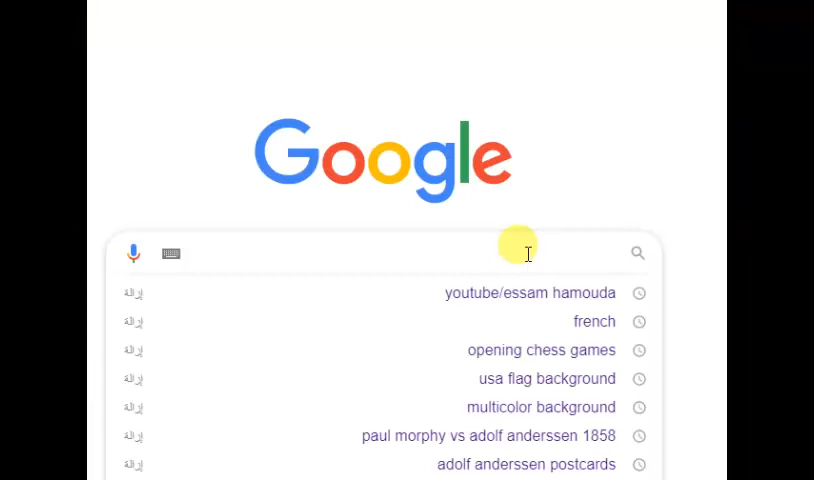 Google
youtube/essam hamouda
إزالة
french
إزالة
opening chess games
إزالة
usa flag background
إزالة
multicolor background
إزالة
paul morphy vs adolf anderssen 1858
إزالة
adolf anderssen postcards
إزالة